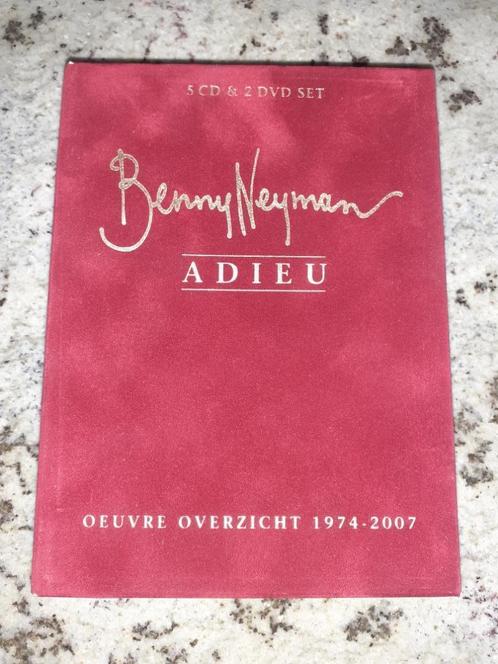 5 CD & 2 DVD SET
Benny Neyman
ADIEU
OEUVRE OVERZICHT 1974-2007